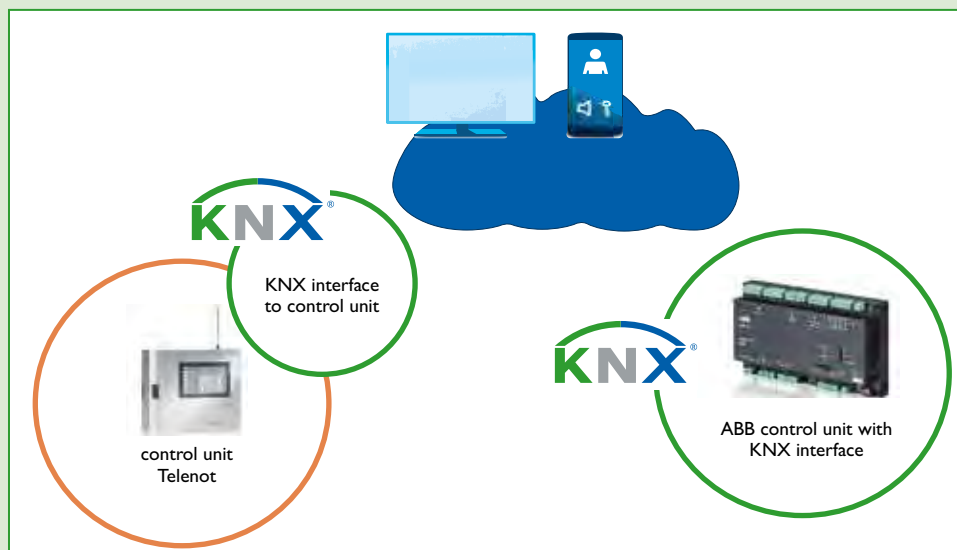 KNX®
KNX interface
to control unit
control unit
Telenot
KNX®
ABB control unit with
KNX interface